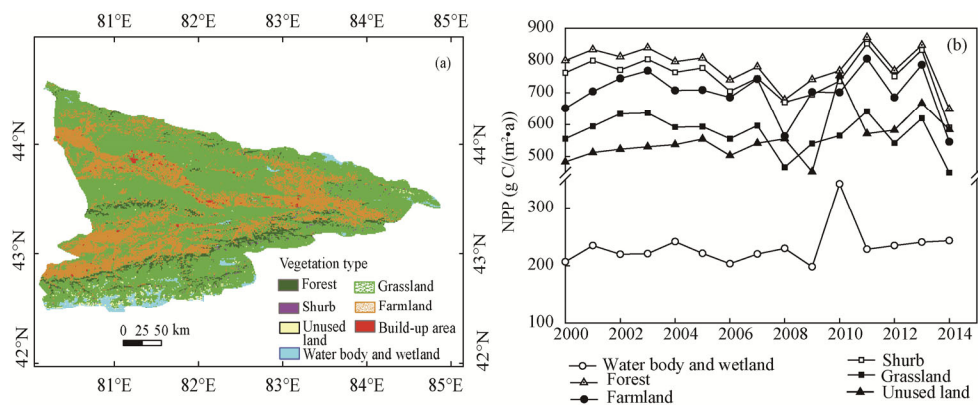 81°E 82°E 83°E 84°E 85°E
(a)
44°N
43°N
42°N
44°N
43°N
42°N
Vegetation type
Forest
Grassland
Shurb
Farmland
Unused
land
Build-up area
Water body and wetland
0 25 50 km
81°E 82°E 83°E 84°E 85°E
(b)
NPP (g C/(m²•a))
900
800
700
600
500
300
200
100
2000 2002 2004 2006 2008 2010 2012 2014
Water body and wetland
Forest
Farmland
Shurb
Grassland
Unused land